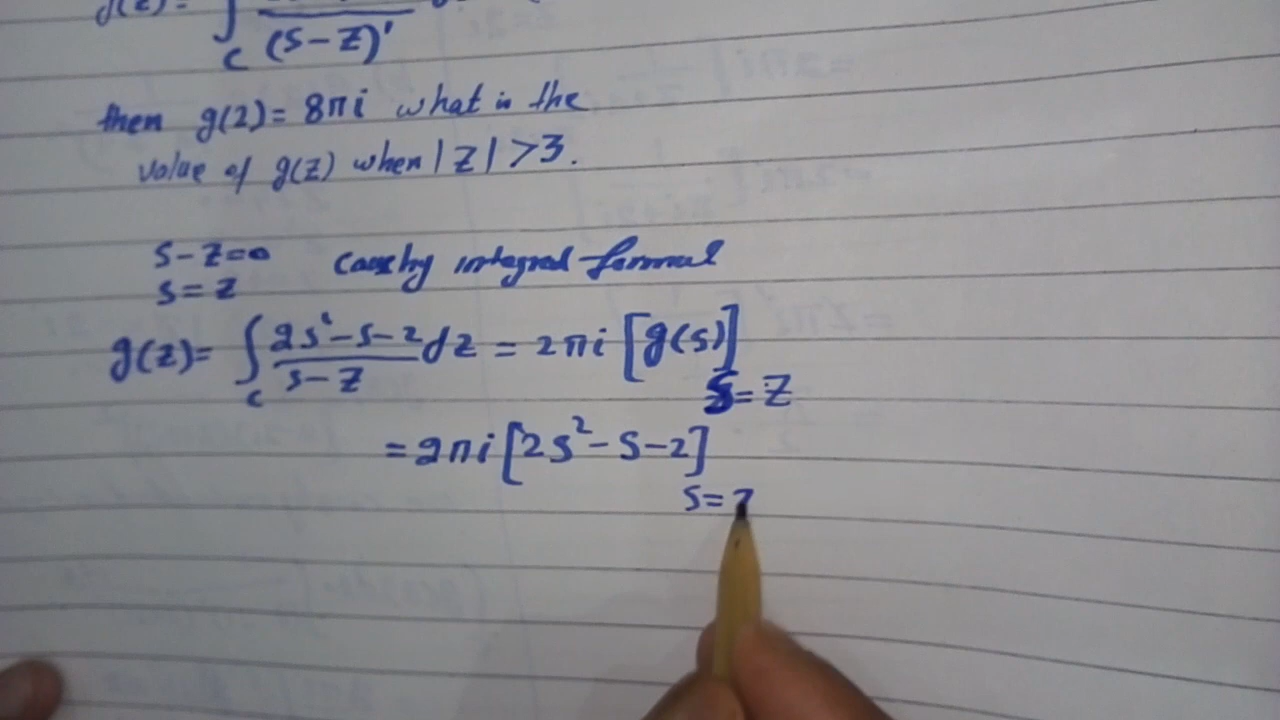 g(z)= ∫
C (s-z)'
then g(2)= 8πi what is the
value of g(z) when |z| >3.
s-z=0 Cauchy integral formul
s=z
g(z)= ∫ 2s²-s-2 dz = 2πi [g(s)]
C s-z s=z
=2πi [2s²-s-2]
s=z